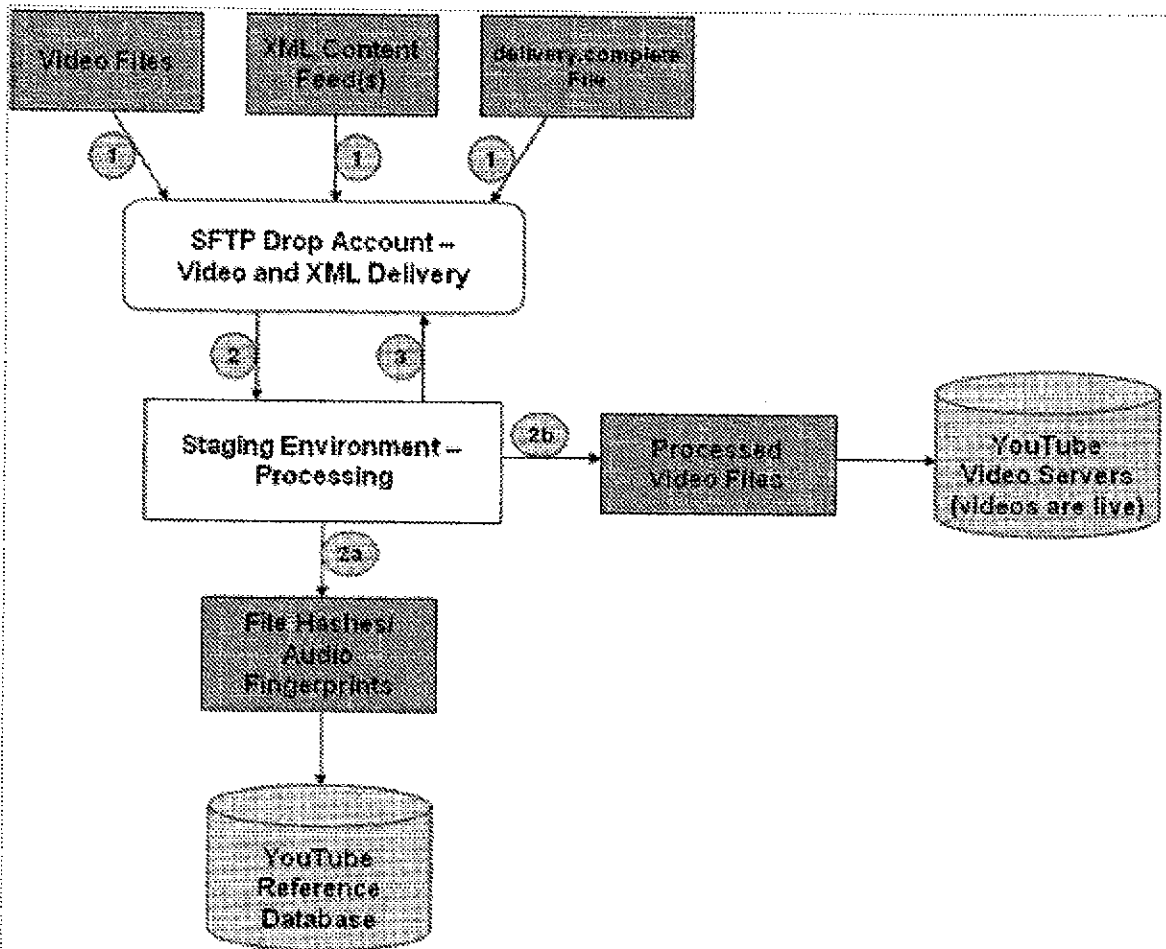 Video Files
XML Content
Feed(s)
delivery.complete
File
1
1
1
SFTP Drop Account –
Video and XML Delivery
2
3
Staging Environment –
Processing
2b
Processed
Video Files
YouTube
Video Servers
(videos are live)
2a
File Hashes/
Audio
Fingerprints
YouTube
Reference
Database